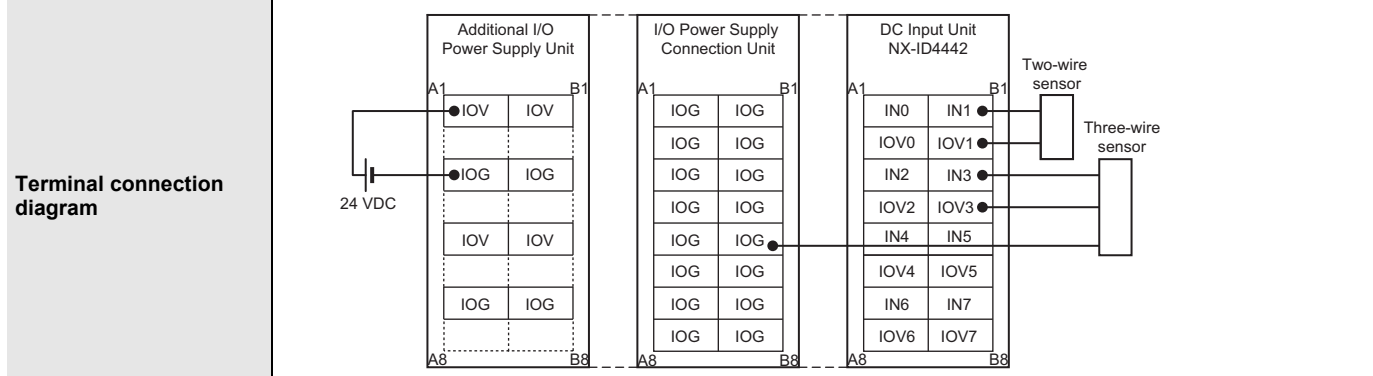 Terminal connection
diagram
Additional I/O
Power Supply Unit
A1 B1
IOV IOV
IOG IOG
IOV IOV
IOG IOG
A8 B8
24 VDC
I/O Power Supply
Connection Unit
A1 B1
IOG IOG
IOG IOG
IOG IOG
IOG IOG
IOG IOG
IOG IOG
IOG IOG
IOG IOG
A8 B8
DC Input Unit
NX-ID4442
A1 B1
IN0 IN1
IOV0 IOV1
IN2 IN3
IOV2 IOV3
IN4 IN5
IOV4 IOV5
IN6 IN7
IOV6 IOV7
A8 B8
Two-wire
sensor
Three-wire
sensor